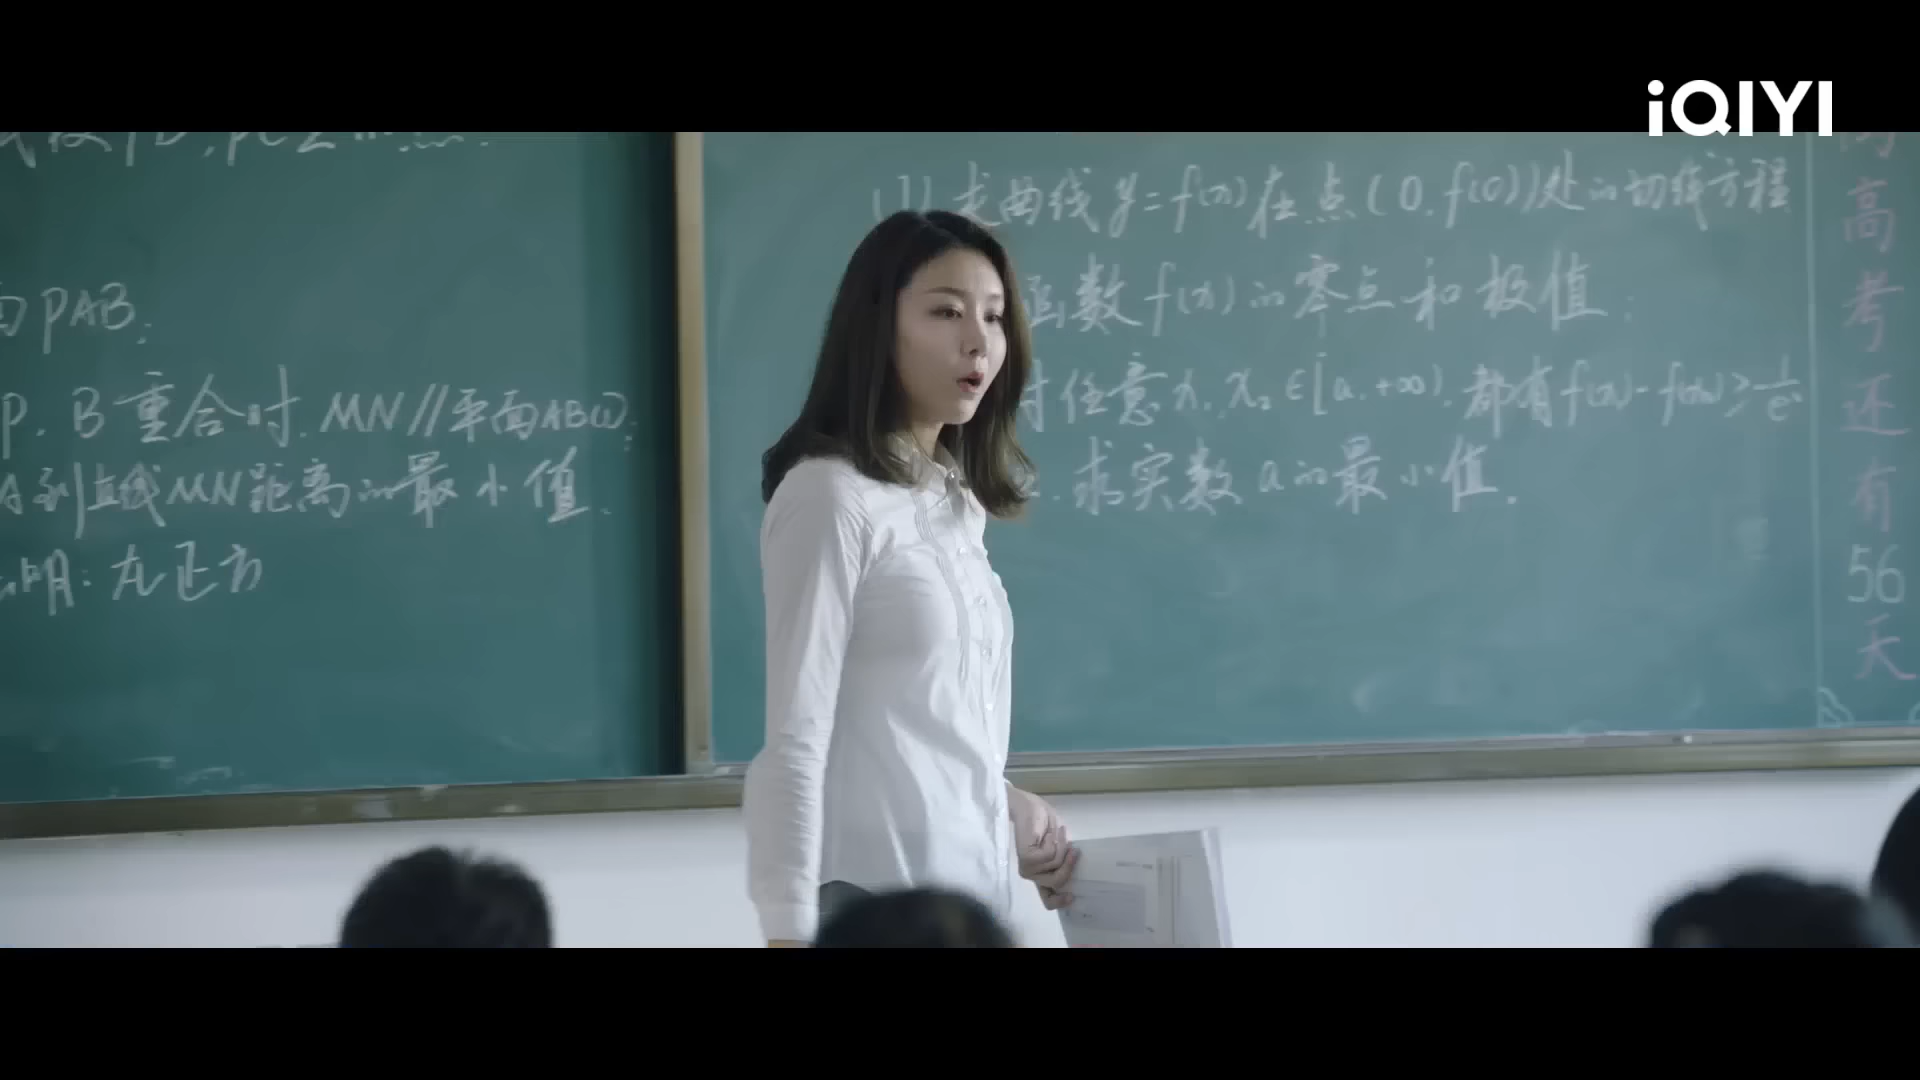 iQIYI
面PAB;
P、B重合时,MN//平面ABCD;
A到直线MN距离的最小值.
明:尤正方
(1)求曲线y=f(x)在点(0,f(0))处的切线方程
函数f(x)的零点和极值;
对任意x₁,x₂∈[a,+∞),都有f(x₁)-f(x₂)≥-1/e²
求实数a的最小值.
高考还有56天